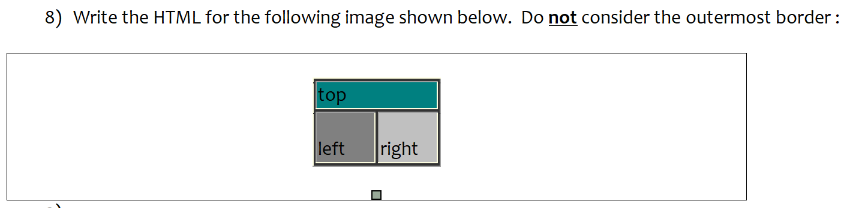 8) Write the HTML for the following image shown below. Do not consider the outermost border :
top
left right